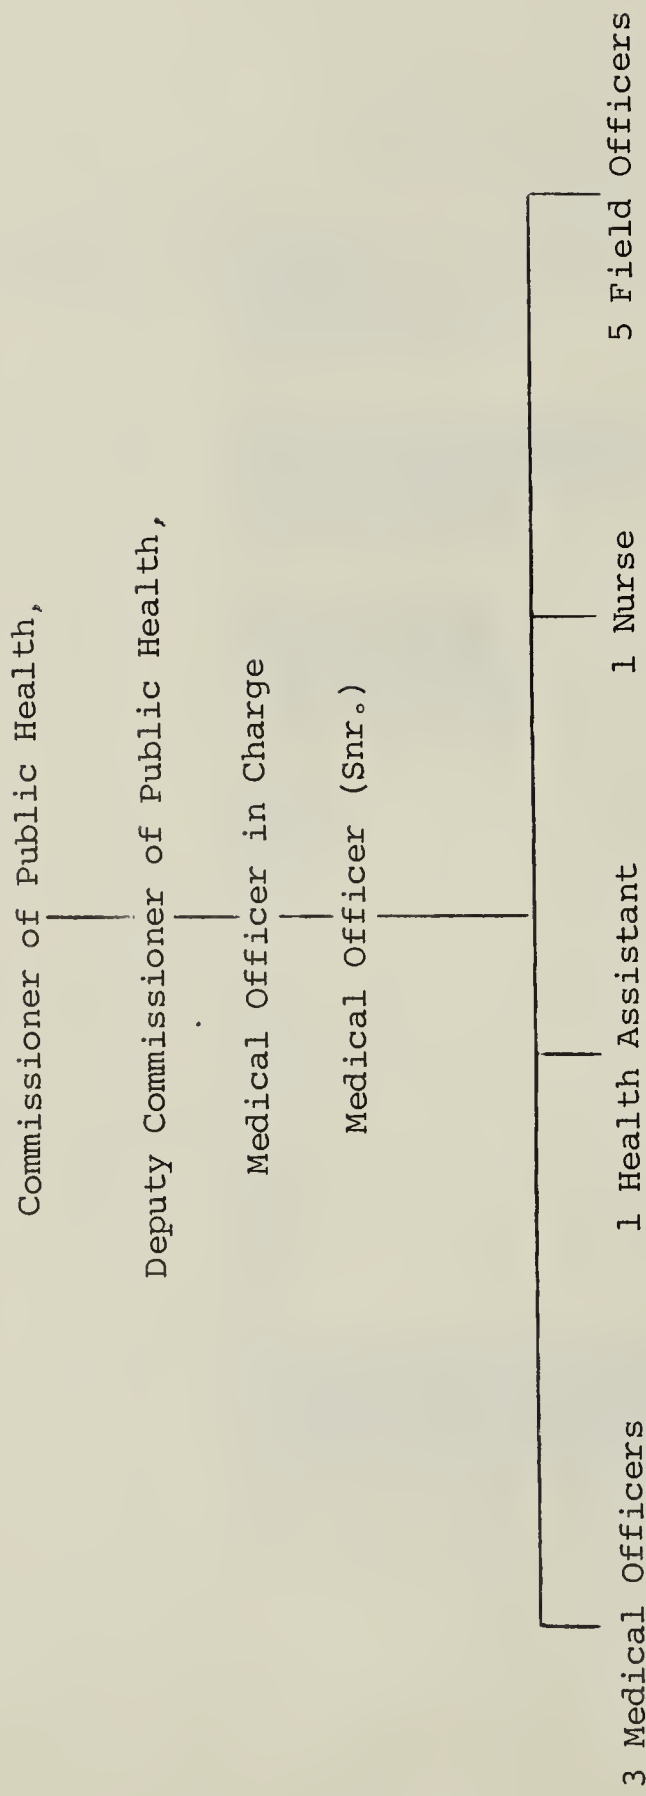 Commissioner of Public Health,
Deputy Commissioner of Public Health,
Medical Officer in Charge
Medical Officer (Snr.)
3 Medical Officers
1 Health Assistant
1 Nurse
5 Field Officers